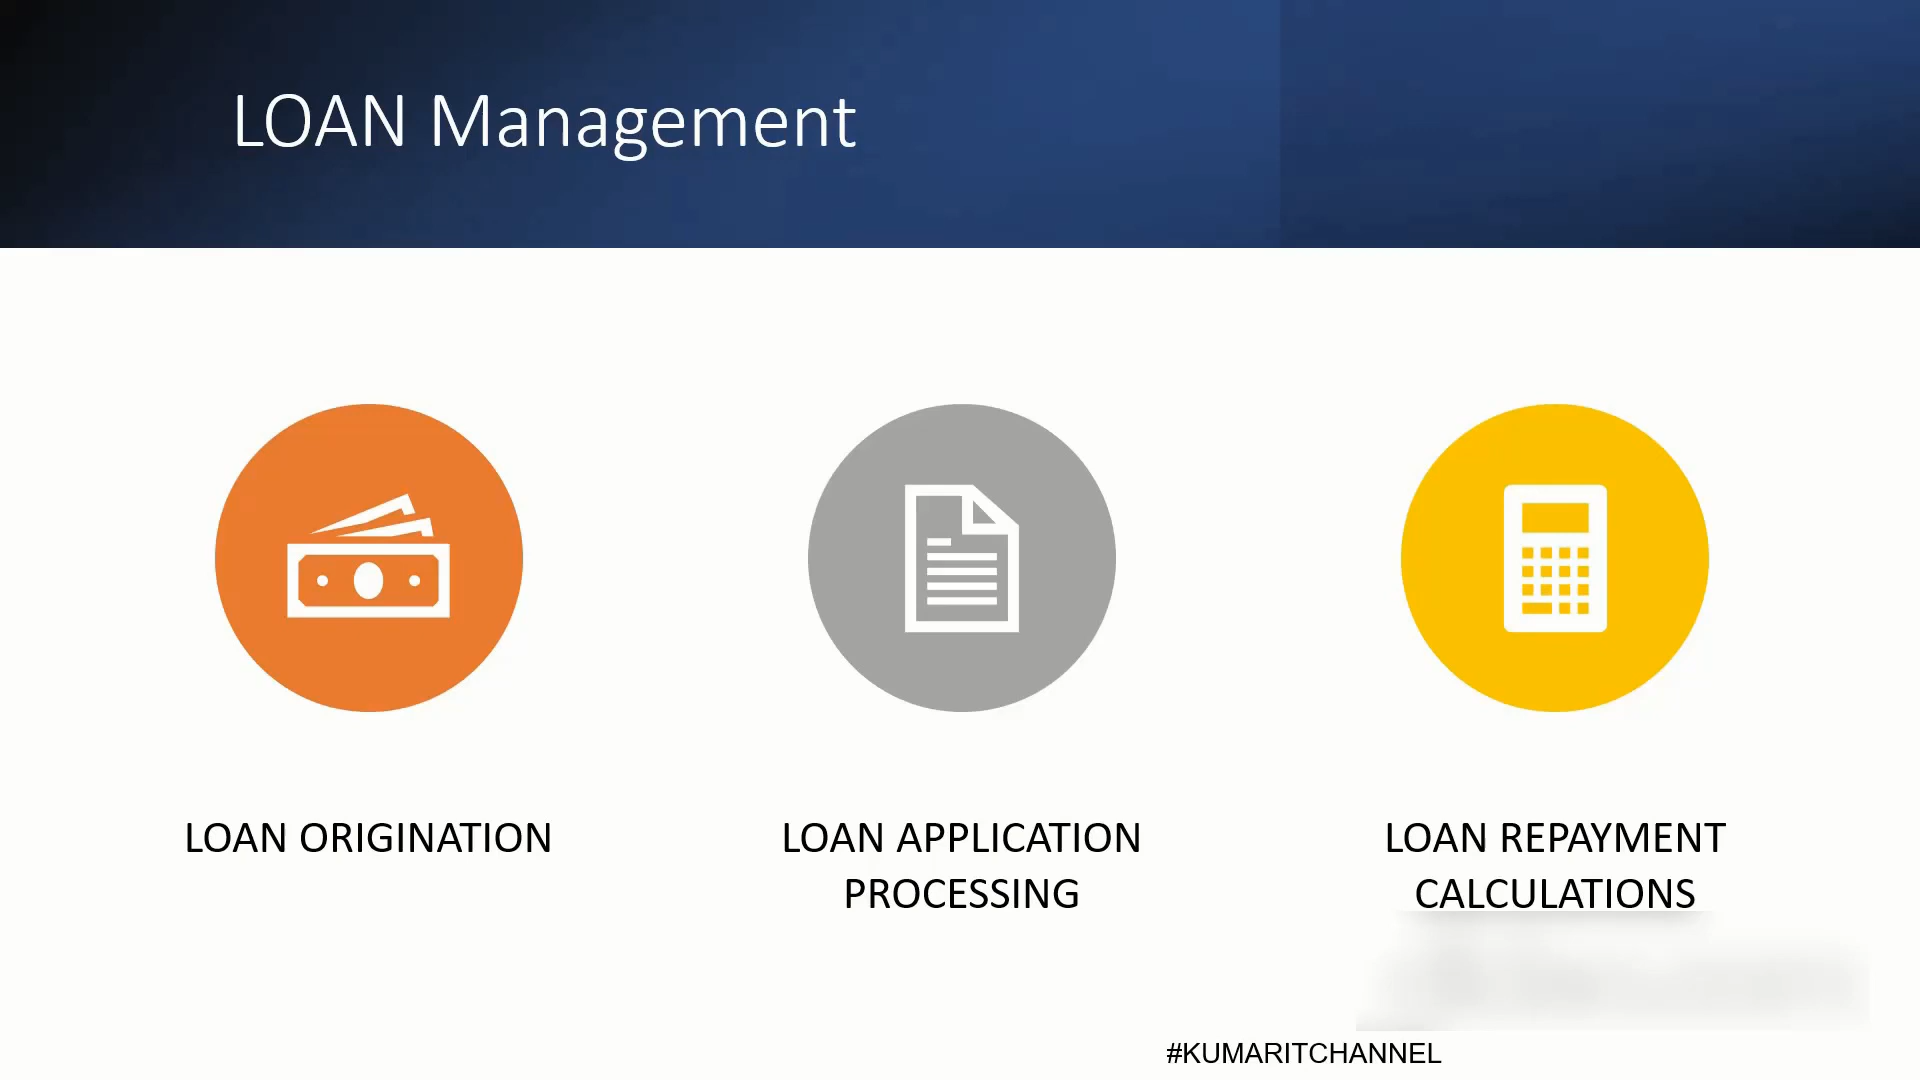 LOAN Management
LOAN ORIGINATION
LOAN APPLICATION
PROCESSING
LOAN REPAYMENT
CALCULATIONS
#KUMARITCHANNEL